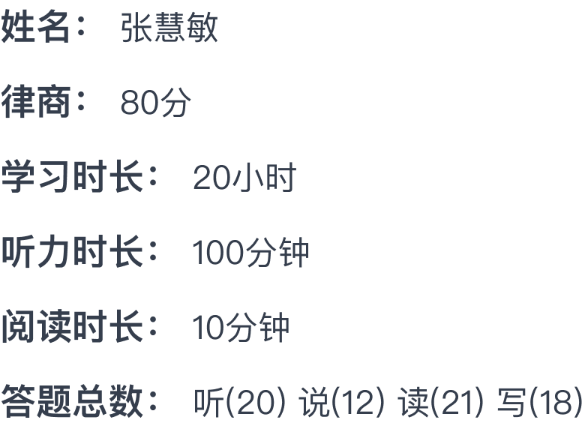 姓名： 张慧敏
律商： 80分
学习时长： 20小时
听力时长： 100分钟
阅读时长： 10分钟
答题总数： 听(20) 说(12) 读(21) 写(18)